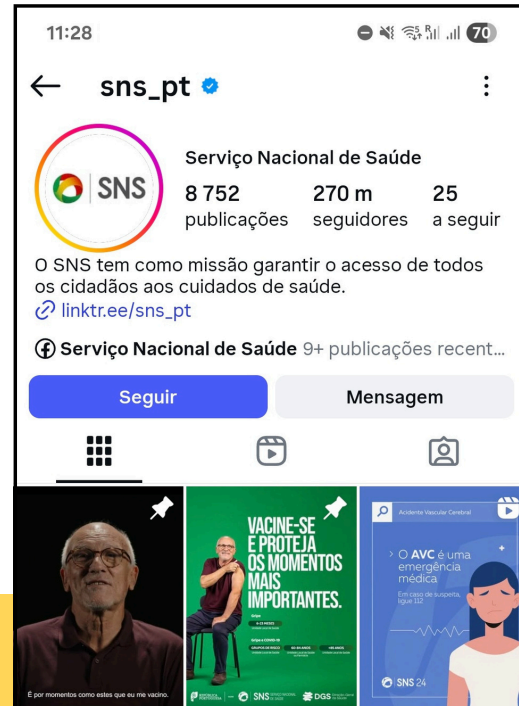 11:28
70
sns_pt
SNS
Serviço Nacional de Saúde
8 752 270 m 25
publicações seguidores a seguir
O SNS tem como missão garantir o acesso de todos
os cidadãos aos cuidados de saúde.
linktr.ee/sns_pt
Serviço Nacional de Saúde 9+ publicações recent...
Seguir Mensagem
É por momentos como estes que eu me vacino.
VACINE-SE
E PROTEJA
OS MOMENTOS
MAIS
IMPORTANTES.
REPÚBLICA
PORTUGUESA
SNS
DGS
Acidente Vascular Cerebral
O AVC é uma
emergência
médica
Em caso de suspeita,
ligue 112
SNS 24